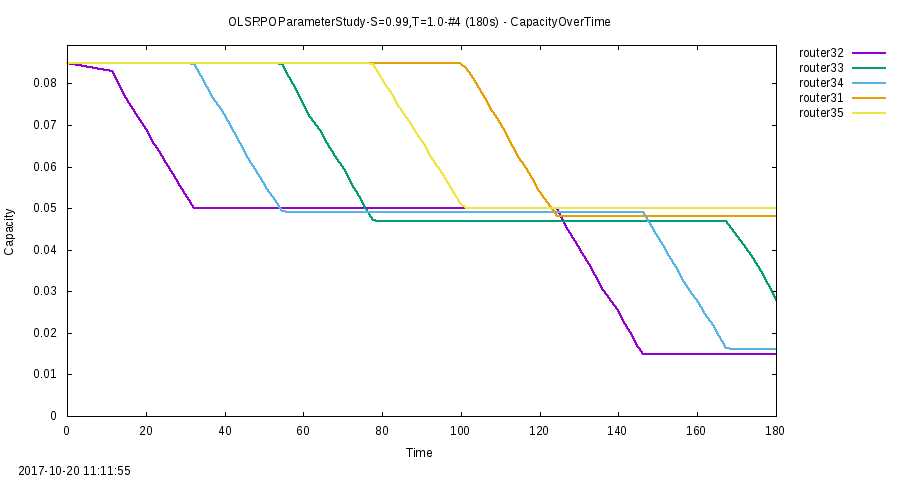 OLSRPOParameterStudy-S=0.99,T=1.0-#4 (180s) - CapacityOverTime
router32
router33
router34
router31
router35
0.08
0.07
0.06
0.05
0.04
0.03
0.02
0.01
0
Capacity
0 20 40 60 80 100 120 140 160 180
Time
2017-10-20 11:11:55